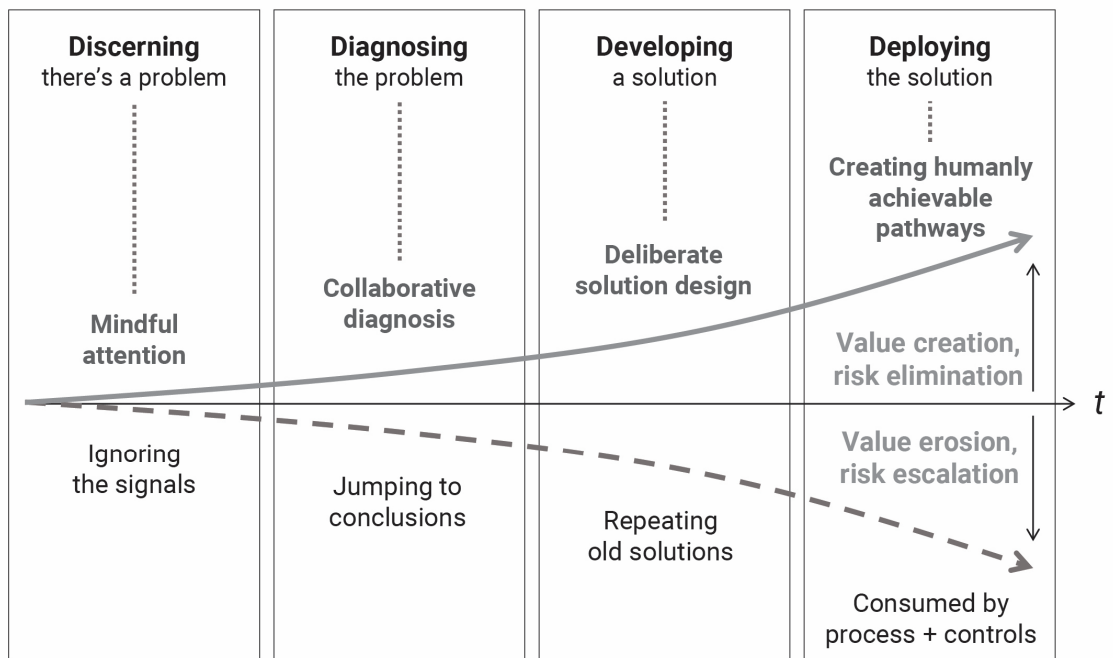 Discerning
there’s a problem
Mindful
attention
Ignoring
the signals
Diagnosing
the problem
Collaborative
diagnosis
Jumping to
conclusions
Developing
a solution
Deliberate
solution design
Repeating
old solutions
Deploying
the solution
Creating humanly
achievable
pathways
Value creation,
risk elimination
t
Value erosion,
risk escalation
Consumed by
process + controls